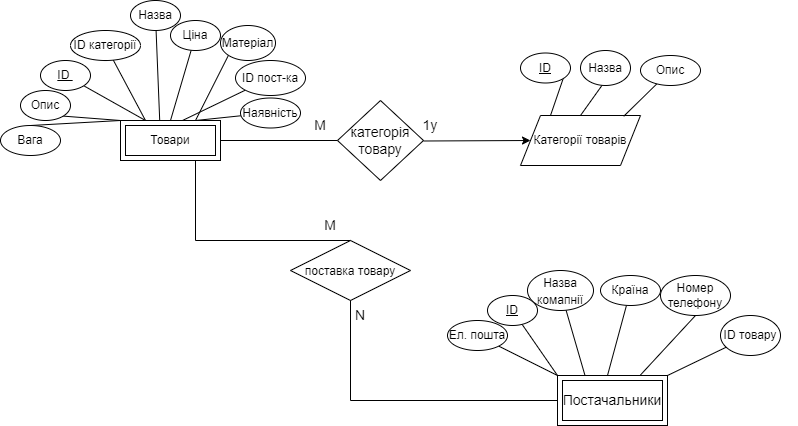 Назва
Ціна
ID категорії
Матеріал
ID
ID пост-ка
Опис
Наявність
Вага
Товари
M
категорія
товару
1у
ID
Назва
Опис
Категорії товарів
M
поставка товару
N
Назва
компанії
Країна
Номер
телефону
ID
Ел. пошта
ID товару
Постачальники